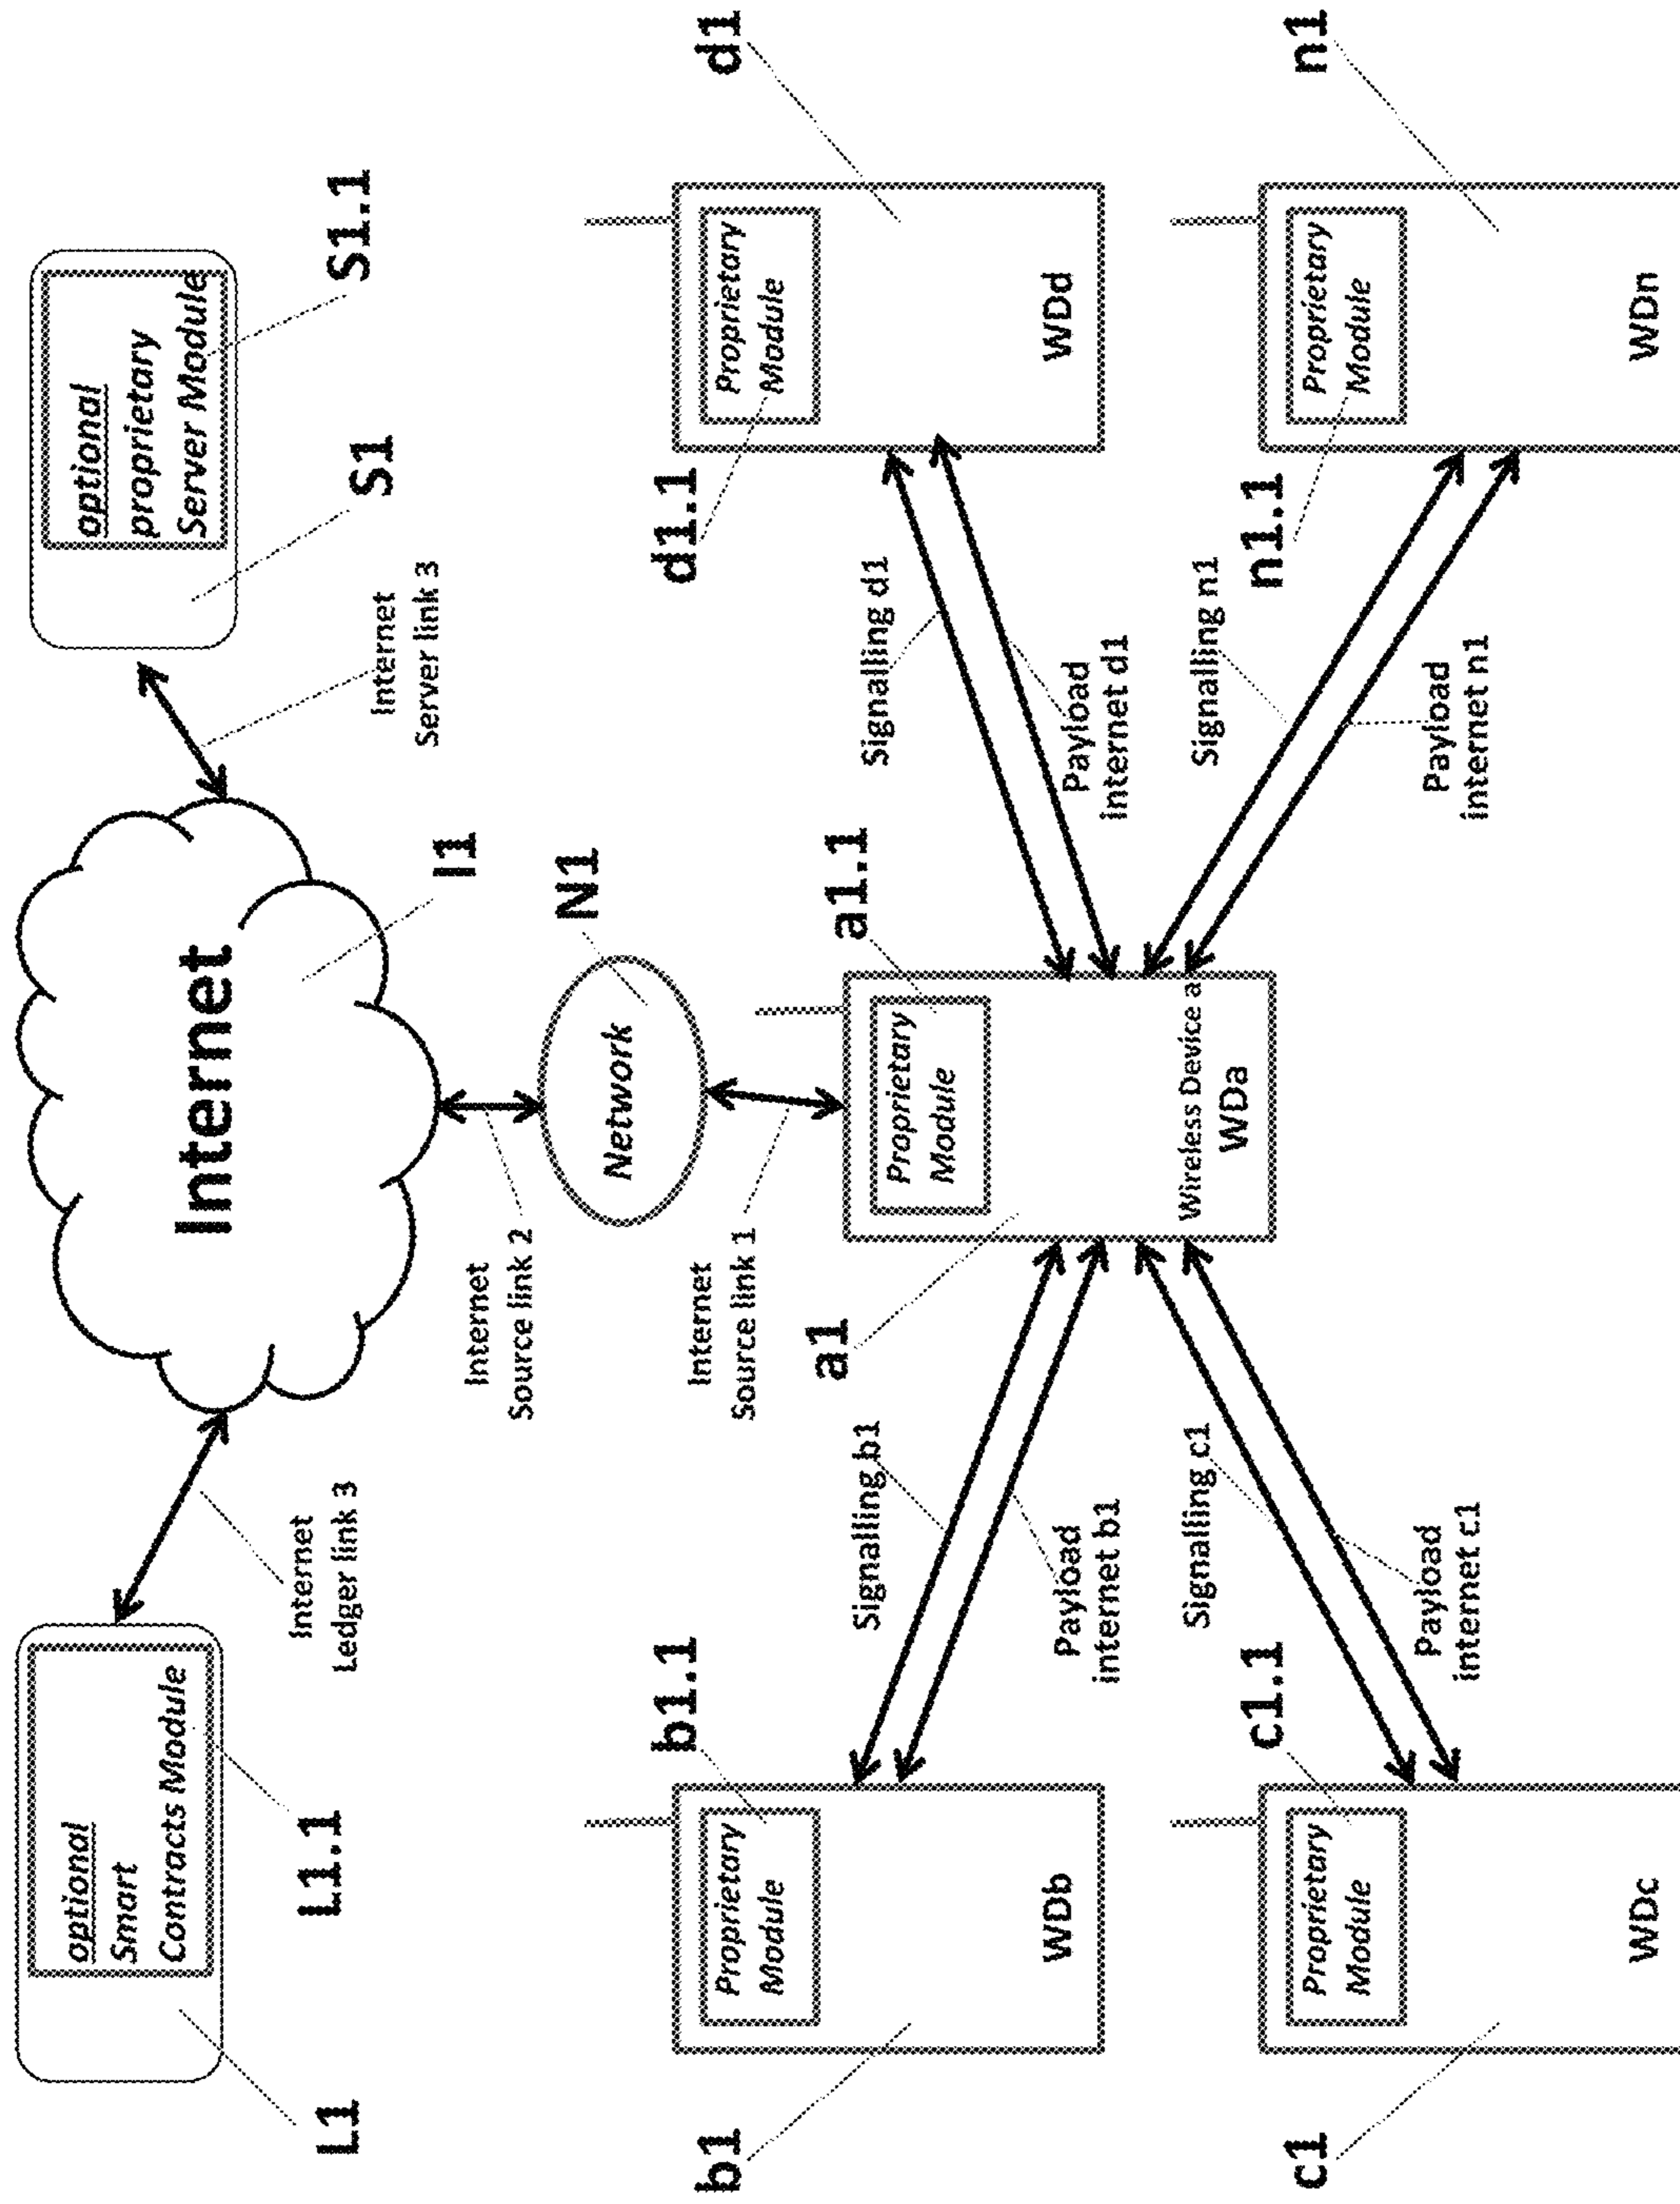 L1
optional
Smart
Contracts Module
L1.1
Internet
Ledger link 3
Internet
I1
Internet
Server link 3
optional
proprietary
Server Module
S1
S1.1
Internet
Source link 2
Network
N1
Internet
Source link 1
b1
b1.1
Proprietary
Module
WDb
Signalling b1
Payload
internet b1
a1
a1.1
Proprietary
Module
Wireless Device a
WDa
Signalling d1
Payload
internet d1
d1.1
d1
Proprietary
Module
WDd
c1
c1.1
Proprietary
Module
WDc
Signalling c1
Payload
internet c1
Signalling n1
Payload
internet n1
n1.1
n1
Proprietary
Module
WDn